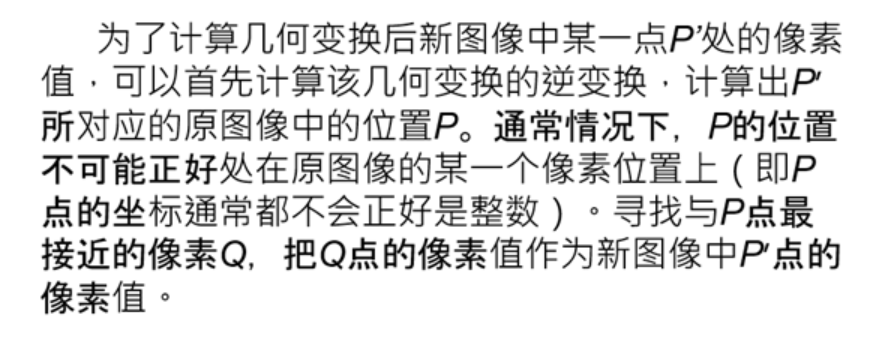 为了计算几何变换后新图像中某一点P’处的像素
值，可以首先计算该几何变换的逆变换，计算出P′
所对应的原图像中的位置P。通常情况下，P的位置
不可能正好处在原图像的某一个像素位置上（即P
点的坐标通常都不会正好是整数）。寻找与P点最
接近的像素Q，把Q点的像素值作为新图像中P′点的
像素值。